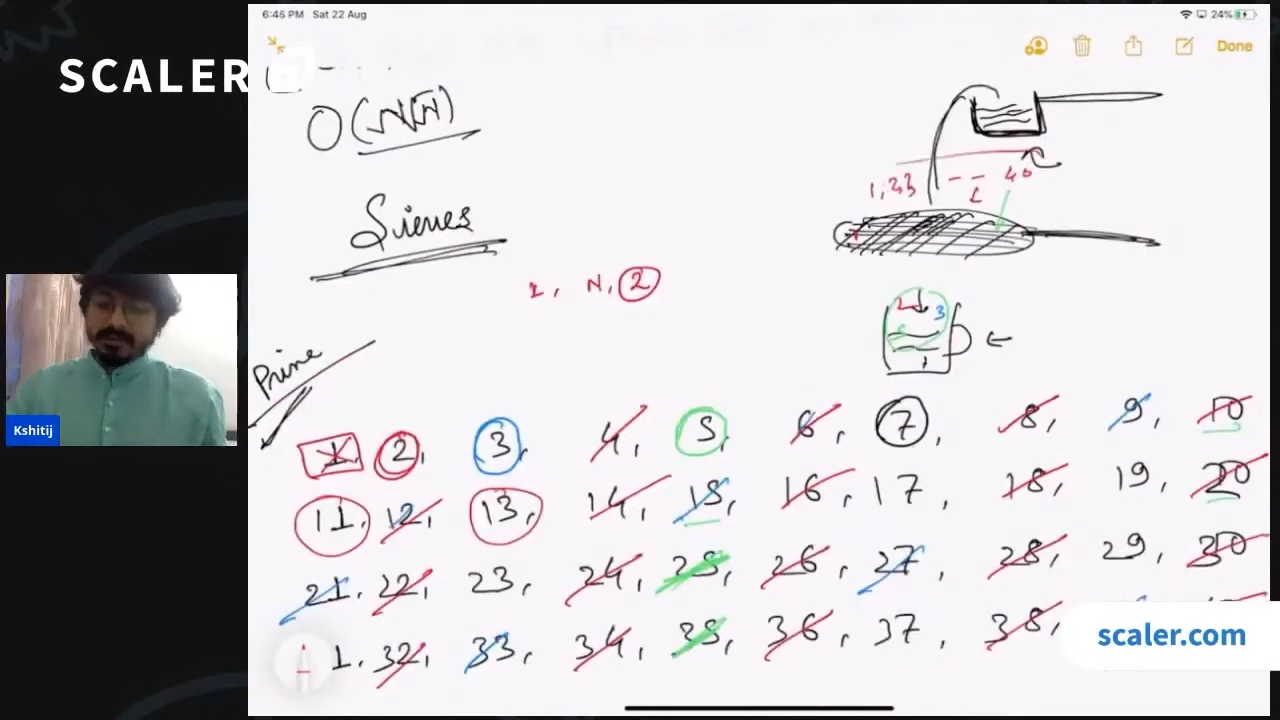 6:45 PM Sat 22 Aug
24%
Done
SCALER
O(N√N)
1, 2, 3 - - 40
Sieves
1, N, 2
2 3
Prime
Kshitij
1, 2, 3, 4, 5, 6, 7, 8, 9, 10
11, 12, 13, 14, 15, 16, 17, 18, 19, 20
21, 22, 23, 24, 25, 26, 27, 28, 29, 30
1, 32, 33, 34, 35, 36, 37, 38,
scaler.com